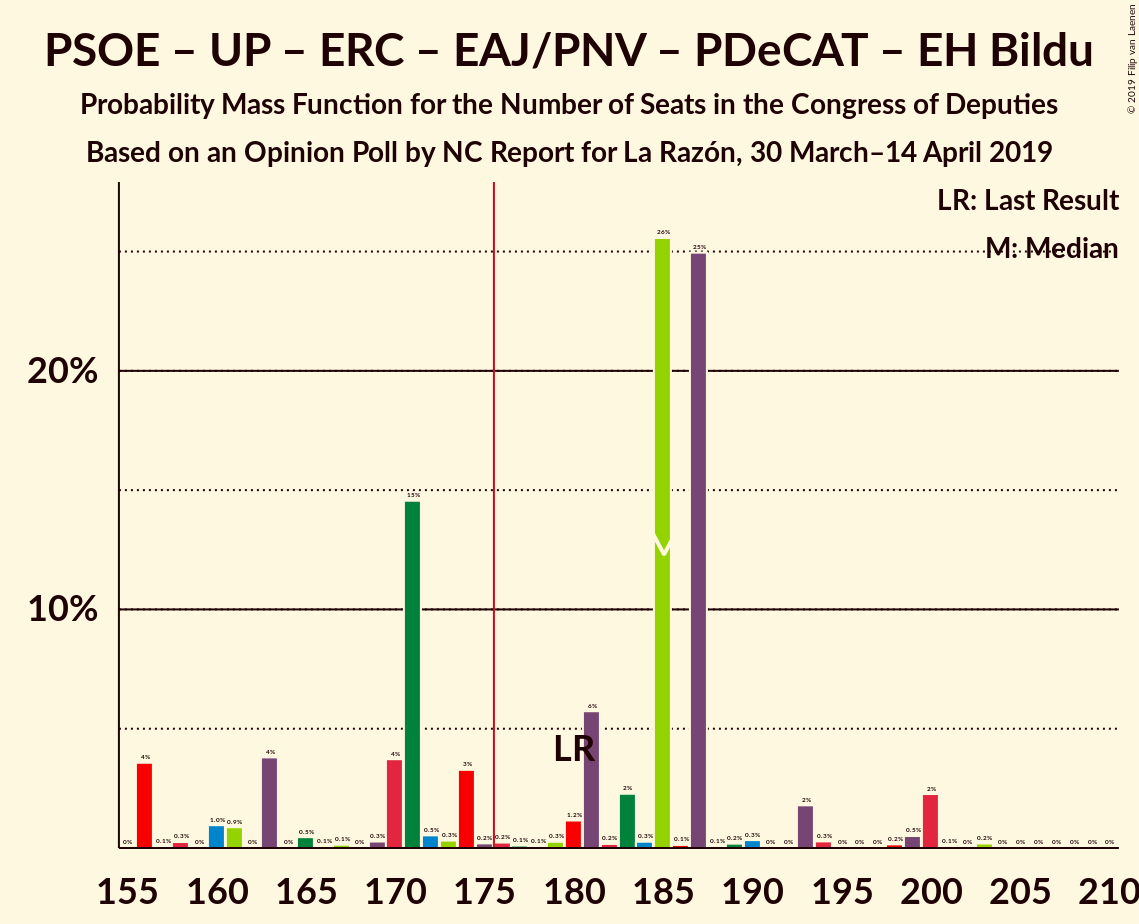 PSOE – UP – ERC – EAJ/PNV – PDeCAT – EH Bildu
Probability Mass Function for the Number of Seats in the Congress of Deputies
Based on an Opinion Poll by NC Report for La Razón, 30 March–14 April 2019
© 2019 Filip van Laenen
LR: Last Result
M: Median
20%
10%
0% 4% 0.1% 0.3% 0% 1.0% 0.9% 0% 4% 0% 0.5% 0.1% 0.1% 0% 0.3% 4% 15% 0.5% 0.3% 3% 0.2% 0.2% 0.1% 0.1% 0.3% 1.2% 6% 0.2% 2% 0.3% 26% 0.1% 25% 0.1% 0.2% 0.3% 0% 0% 2% 0.3% 0% 0% 0% 0.2% 0.5% 2% 0.1% 0% 0.2% 0% 0% 0% 0% 0% 0% 0%
M
LR
155 160 165 170 175 180 185 190 195 200 205 210